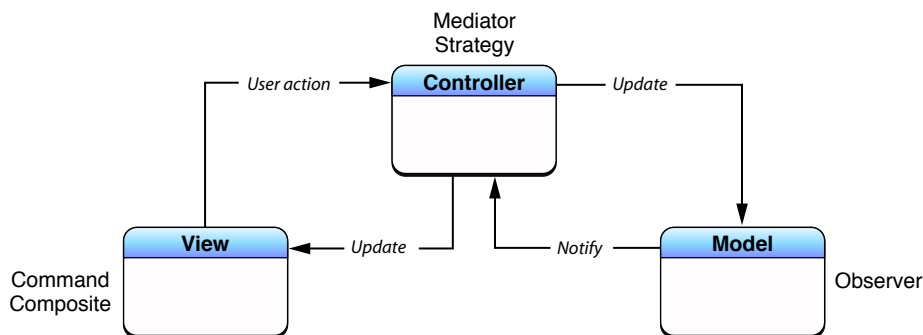 Mediator
Strategy
Controller
User action
Update
View
Update
Notify
Model
Command
Composite
Observer